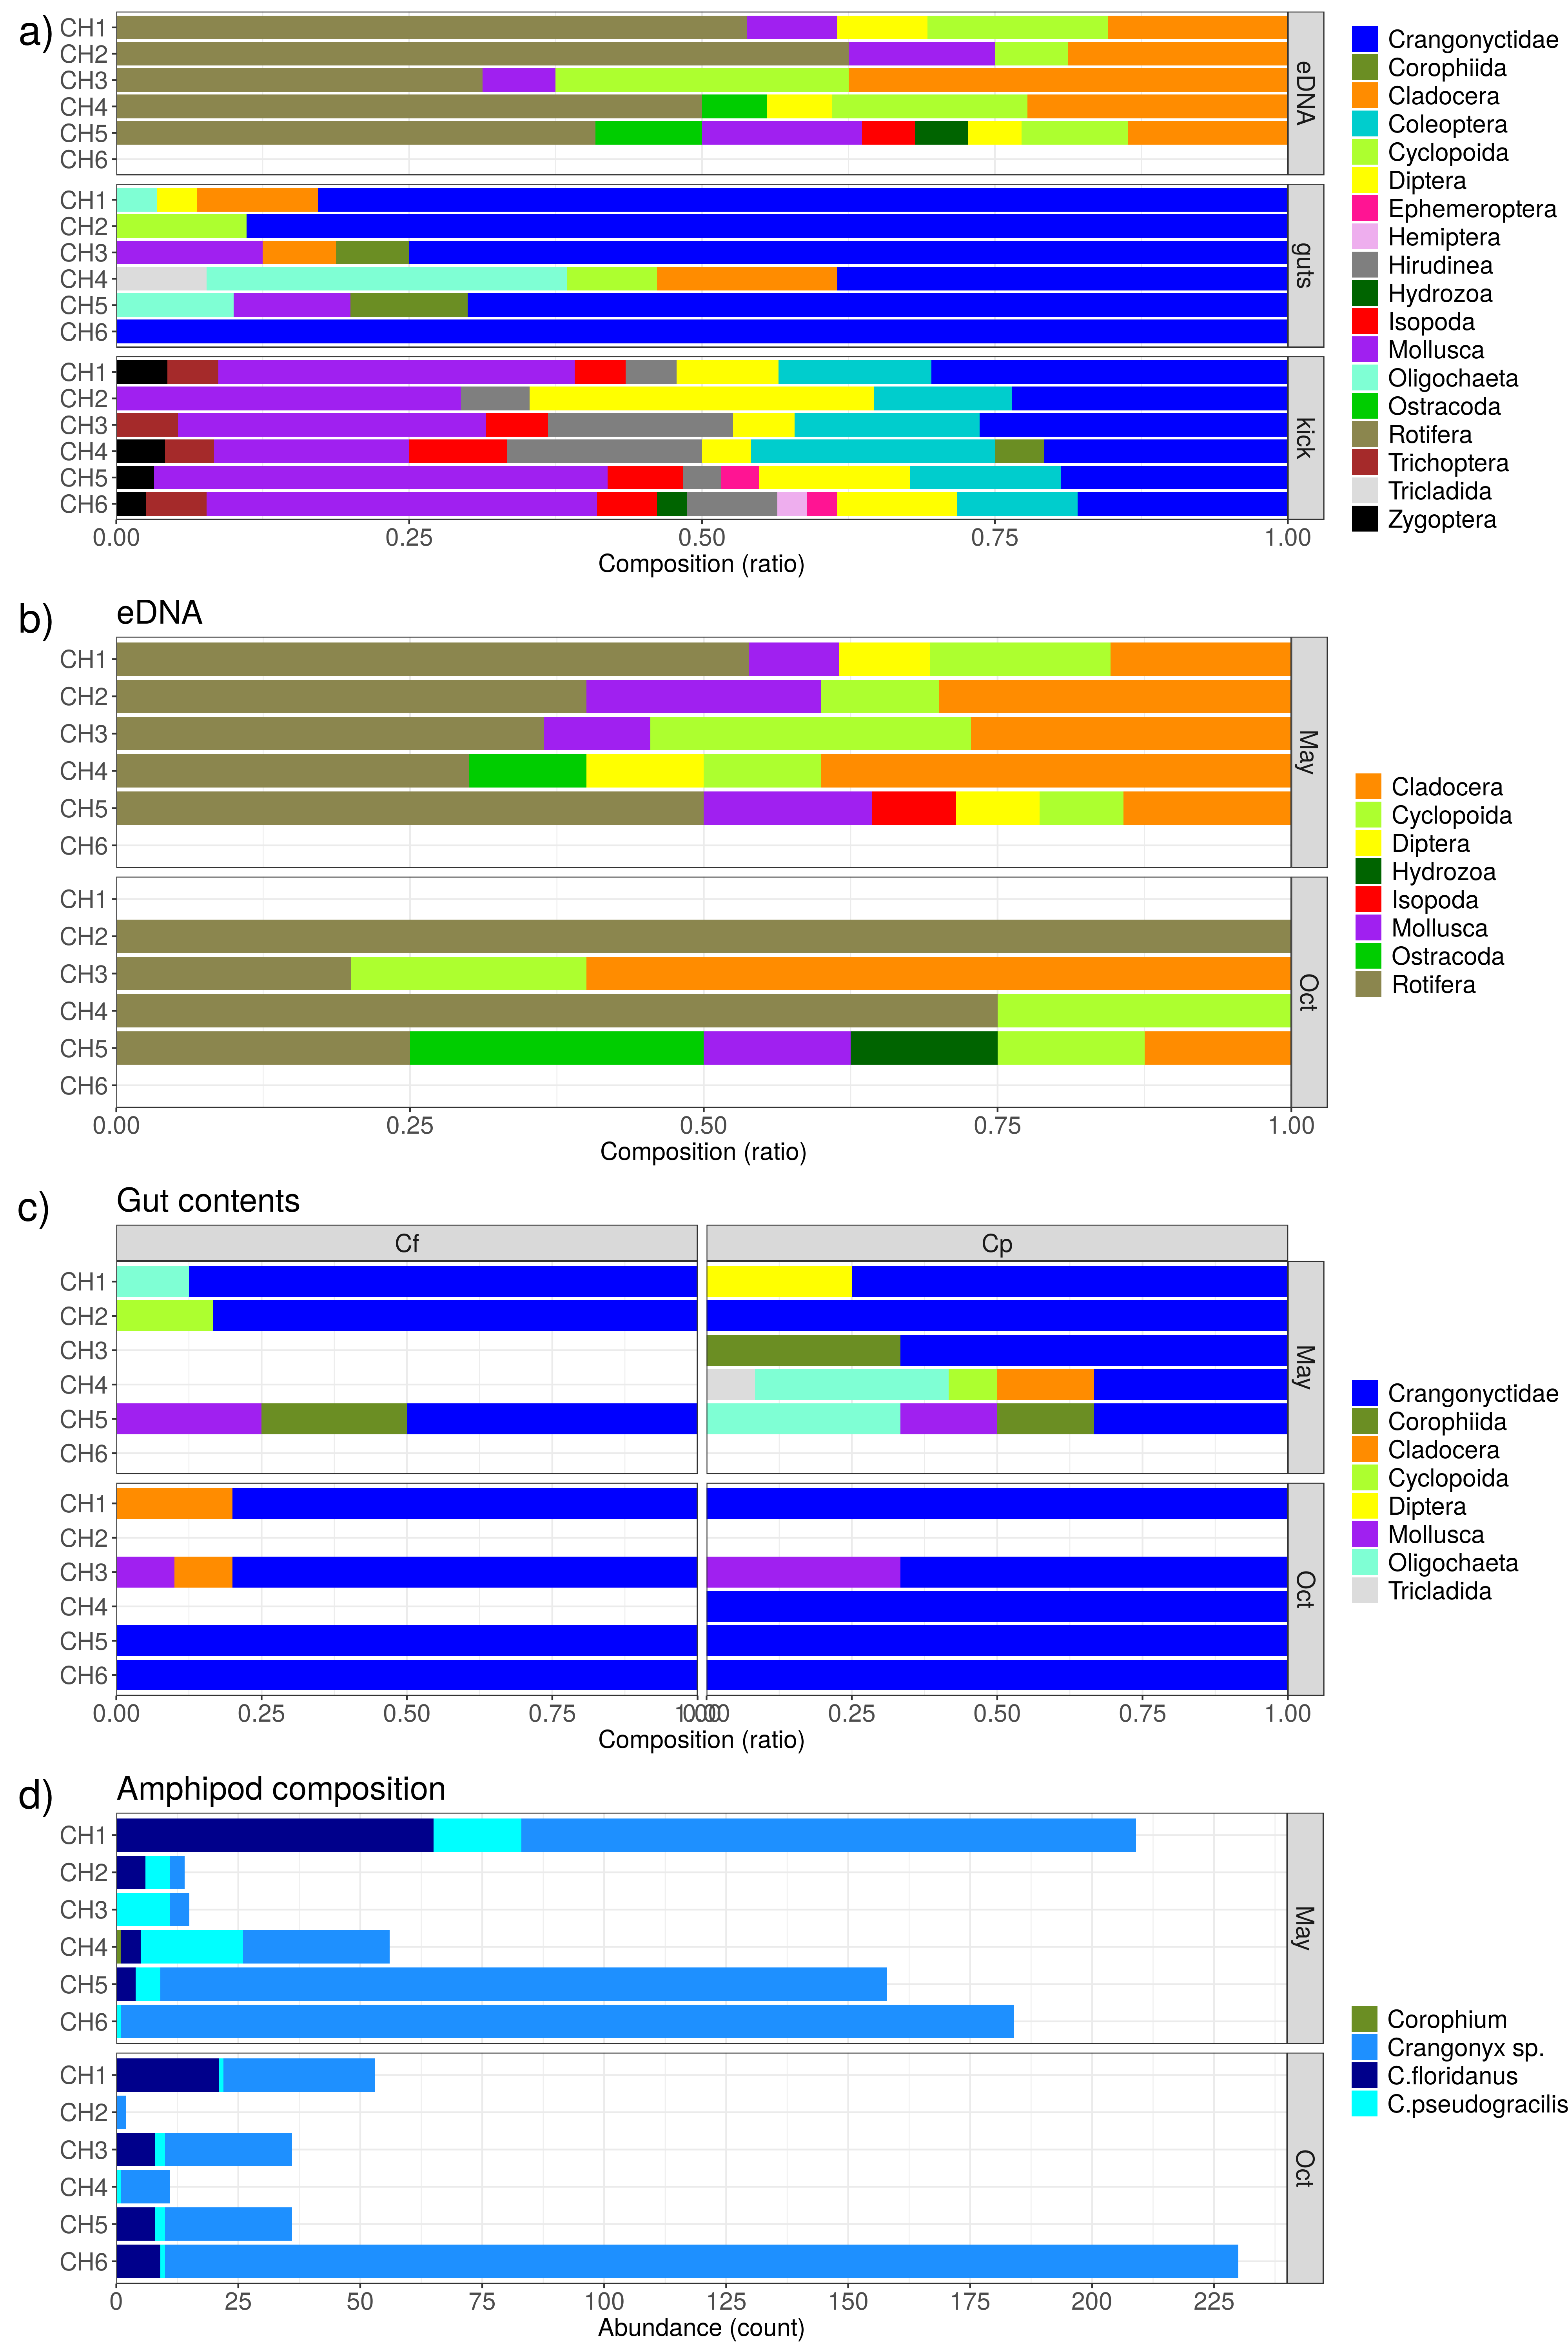 a)
CH1
CH2
CH3
CH4
CH5
CH6
eDNA
CH1
CH2
CH3
CH4
CH5
CH6
guts
CH1
CH2
CH3
CH4
CH5
CH6
kick
0.00 0.25 0.50 0.75 1.00
Composition (ratio)
Crangonyctidae
Corophiida
Cladocera
Coleoptera
Cyclopoida
Diptera
Ephemeroptera
Hemiptera
Hirudinea
Hydrozoa
Isopoda
Mollusca
Oligochaeta
Ostracoda
Rotifera
Trichoptera
Tricladida
Zygoptera
b) eDNA
CH1
CH2
CH3
CH4
CH5
CH6
May
CH1
CH2
CH3
CH4
CH5
CH6
Oct
0.00 0.25 0.50 0.75 1.00
Composition (ratio)
Cladocera
Cyclopoida
Diptera
Hydrozoa
Isopoda
Mollusca
Ostracoda
Rotifera
c) Gut contents
Cf Cp
CH1
CH2
CH3
CH4
CH5
CH6
May
CH1
CH2
CH3
CH4
CH5
CH6
Oct
0.00 0.25 0.50 0.75 1.00 0.00 0.25 0.50 0.75 1.00
Composition (ratio)
Crangonyctidae
Corophiida
Cladocera
Cyclopoida
Diptera
Mollusca
Oligochaeta
Tricladida
d) Amphipod composition
CH1
CH2
CH3
CH4
CH5
CH6
May
CH1
CH2
CH3
CH4
CH5
CH6
Oct
0 25 50 75 100 125 150 175 200 225
Abundance (count)
Corophium
Crangonyx sp.
C.floridanus
C.pseudogracilis